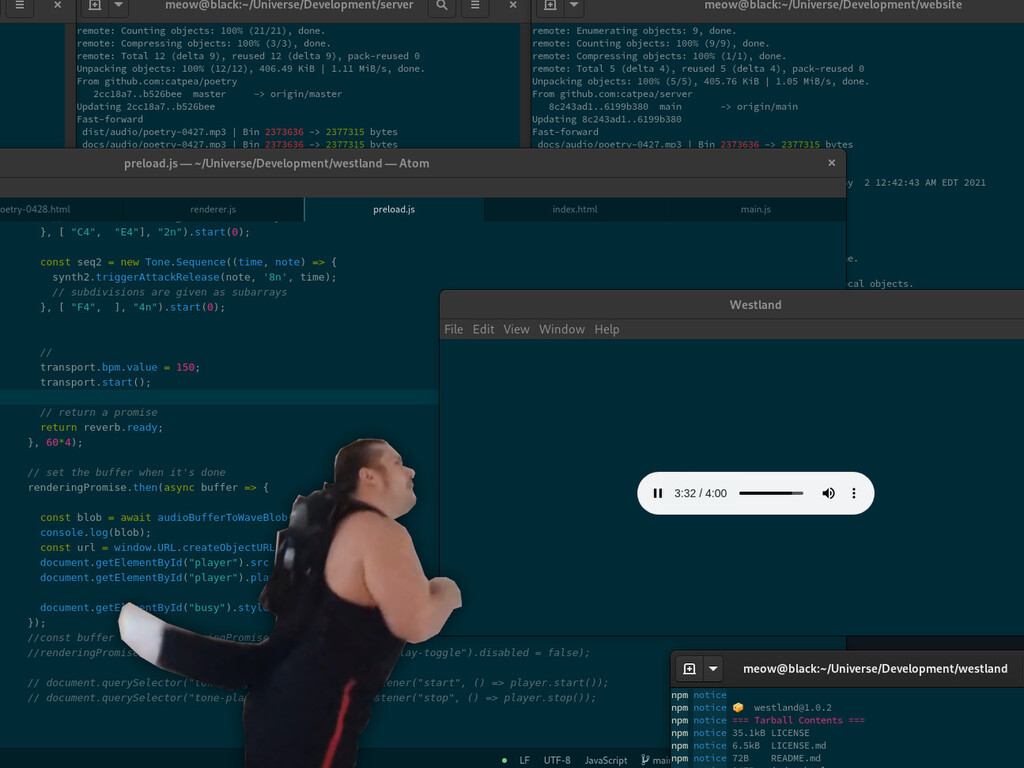 meow@black:~/Universe/Development/server
meow@black:~/Universe/Development/website
remote: Counting objects: 100% (21/21), done.
remote: Compressing objects: 100% (3/3), done.
remote: Total 12 (delta 9), reused 12 (delta 9), pack-reused 0
Unpacking objects: 100% (12/12), 406.49 KiB | 1.11 MiB/s, done.
From github.com:catpea/poetry
2cc18a7..b526bee master -> origin/master
Updating 2cc18a7..b526bee
Fast-forward
dist/audio/poetry-0427.mp3 | Bin 2373636 -> 2377315 bytes
docs/audio/poetry-0427.mp3 | Bin 2373636 -> 2377315 bytes
remote: Enumerating objects: 9, done.
remote: Counting objects: 100% (9/9), done.
remote: Compressing objects: 100% (1/1), done.
remote: Total 5 (delta 4), reused 5 (delta 4), pack-reused 0
Unpacking objects: 100% (5/5), 405.76 KiB | 1.05 MiB/s, done.
From github.com:catpea/server
8c243ad1..6199b380 main -> origin/main
Updating 8c243ad1..6199b380
Fast-forward
docs/audio/poetry-0427.mp3 | Bin 2373636 -> 2377315 bytes
2 12:42:43 AM EDT 2021
cal objects.
preload.js — ~/Universe/Development/westland — Atom
oetry-0428.html
renderer.js
preload.js
index.html
main.js
}, [ "C4", "E4"], "2n").start(0);
const seq2 = new Tone.Sequence((time, note) => {
synth2.triggerAttackRelease(note, '8n', time);
// subdivisions are given as subarrays
}, [ "F4", ], "4n").start(0);
//
transport.bpm.value = 150;
transport.start();
// return a promise
return reverb.ready;
}, 60*4);
// set the buffer when it's done
renderingPromise.then(async buffer => {
const blob = await audioBufferToWaveBlob
console.log(blob);
const url = window.URL.createObjectURL
document.getElementById("player").src
document.getElementById("player").pla
document.getElementById("busy").styl
});
//const buffer ingPromise
//renderingPromise lay-toggle").disabled = false);
// document.querySelector("ton tener("start", () => player.start());
// document.querySelector("tone-pla stener("stop", () => player.stop());
LF UTF-8 JavaScript main
Westland
File Edit View Window Help
3:32 / 4:00
meow@black:~/Universe/Development/westland
npm notice
npm notice 📦 westland@1.0.2
npm notice === Tarball Contents ===
npm notice 35.1kB LICENSE
npm notice 6.5kB LICENSE.md
npm notice 72B README.md